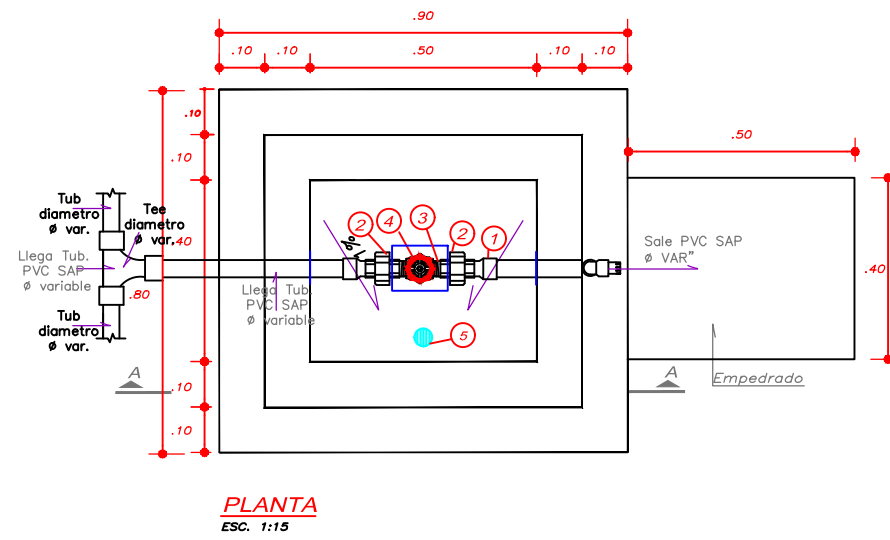 .90
.10
.10
.50
.10
.10
.10
.10
.40
.80
.10
.10
.50
.40
Tub
diametro
ø var.
Tee
diametro
ø var.
Llega Tub.
PVC SAP
ø variable
Tub
diametro
ø var.
Llega Tub.
PVC SAP
ø variable
2
4
3
2
1
5
Sale PVC SAP
ø VAR"
A
A
Empedrado
PLANTA
ESC. 1:15